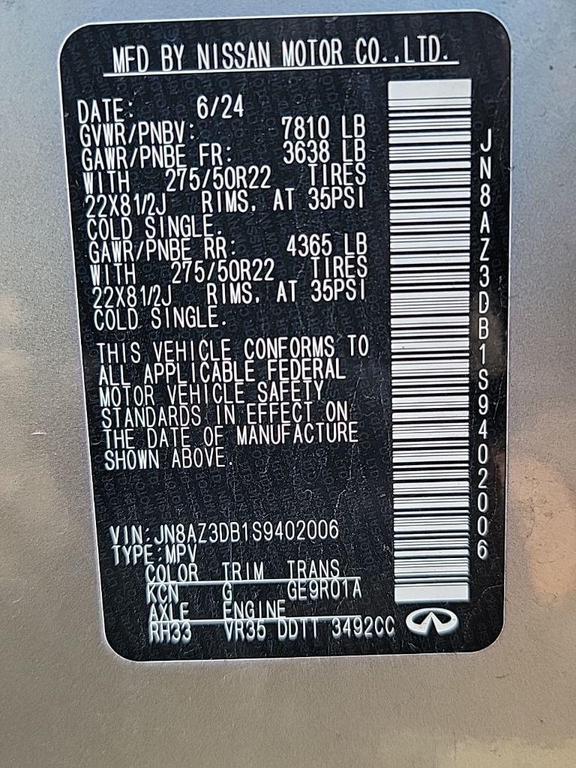 MFD BY NISSAN MOTOR CO.,LTD.
DATE: 6/24
GVWR/PNBV: 7810 LB
GAWR/PNBE FR: 3638 LB
WITH 275/50R22 TIRES
22X81/2J RIMS, AT 35PSI
COLD SINGLE.
GAWR/PNBE RR: 4365 LB
WITH 275/50R22 TIRES
22X81/2J RIMS, AT 35PSI
COLD SINGLE.
THIS VEHICLE CONFORMS TO
ALL APPLICABLE FEDERAL
MOTOR VEHICLE SAFETY
STANDARDS IN EFFECT ON
THE DATE OF MANUFACTURE
SHOWN ABOVE.
VIN:JN8AZ3DB1S9402006
TYPE:MPV
COLOR TRIM TRANS
KCN G GE9R01A
AXLE ENGINE
RH33 VR35 DDTT 3492CC
JN8AZ3DB1S9402006